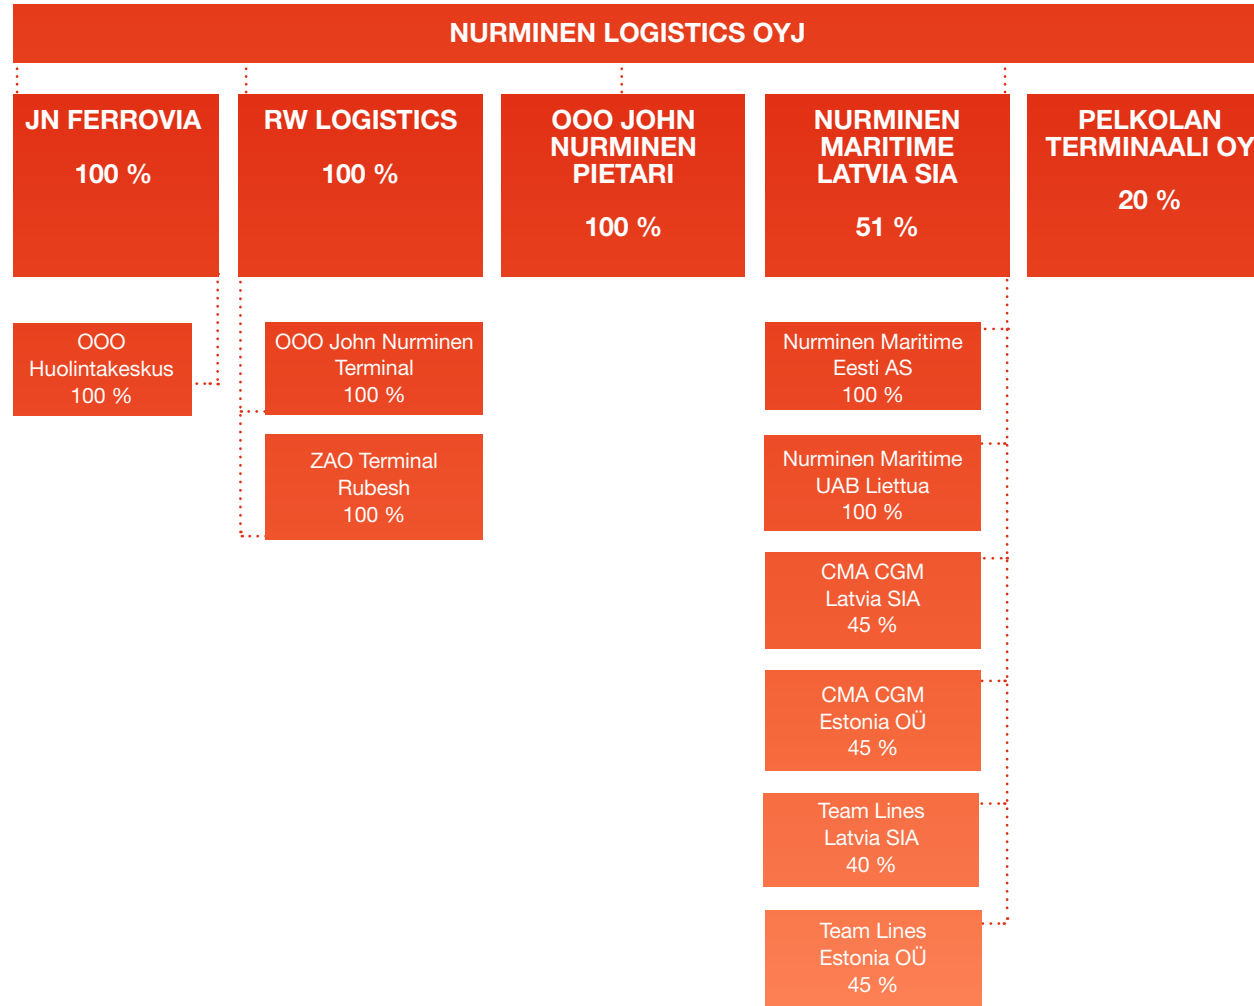 NURMINEN LOGISTICS OYJ
JN FERROVIA
100 %
RW LOGISTICS
100 %
OOO JOHN
NURMINEN
PIETARI
100 %
NURMINEN
MARITIME
LATVIA SIA
51 %
PELKOLAN
TERMINAALI OY
20 %
OOO
Huolintakeskus
100 %
OOO John Nurminen
Terminal
100 %
ZAO Terminal
Rubesh
100 %
Nurminen Maritime
Eesti AS
100 %
Nurminen Maritime
UAB Liettua
100 %
CMA CGM
Latvia SIA
45 %
CMA CGM
Estonia OÜ
45 %
Team Lines
Latvia SIA
40 %
Team Lines
Estonia OÜ
45 %